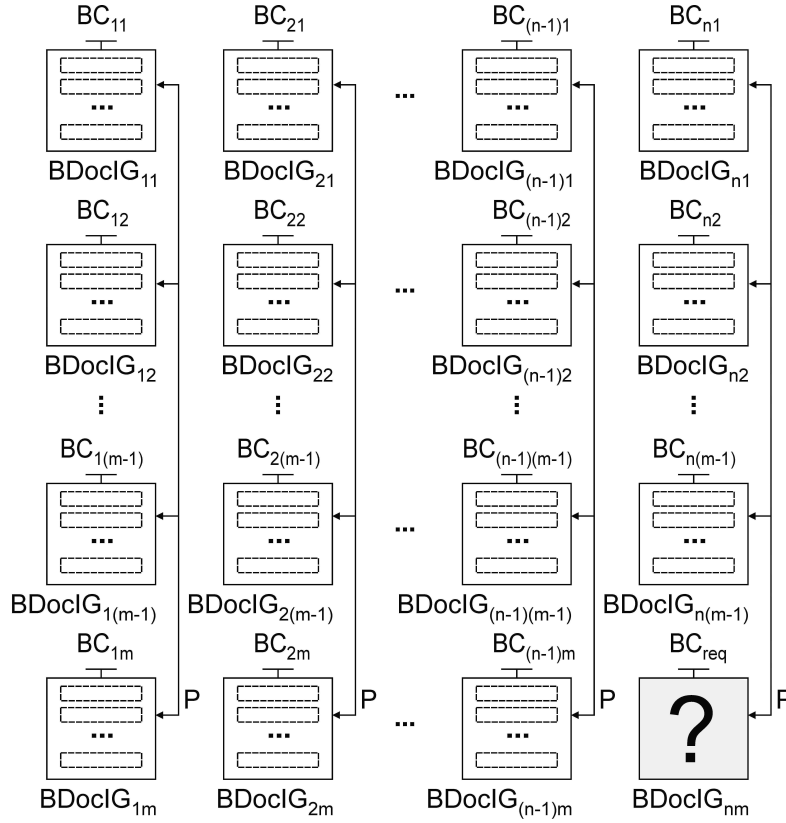 BC₁₁ BC₂₁ BC₍ₙ₋₁₎₁ BCₙ₁
... ... ... ... ...
BDocIG₁₁ BDocIG₂₁ BDocIG₍ₙ₋₁₎₁ BDocIGₙ₁
BC₁₂ BC₂₂ BC₍ₙ₋₁₎₂ BCₙ₂
... ... ... ... ...
BDocIG₁₂ BDocIG₂₂ BDocIG₍ₙ₋₁₎₂ BDocIGₙ₂
⋮ ⋮ ⋮ ⋮
BC₁₍ₘ₋₁₎ BC₂₍ₘ₋₁₎ BC₍ₙ₋₁₎₍ₘ₋₁₎ BCₙ₍ₘ₋₁₎
... ... ... ... ...
BDocIG₁₍ₘ₋₁₎ BDocIG₂₍ₘ₋₁₎ BDocIG₍ₙ₋₁₎₍ₘ₋₁₎ BDocIGₙ₍ₘ₋₁₎
BC₁ₘ BC₂ₘ BC₍ₙ₋₁₎ₘ BC_req
P P P P
... ... ... ... ?
BDocIG₁ₘ BDocIG₂ₘ BDocIG₍ₙ₋₁₎ₘ BDocIGₙₘ